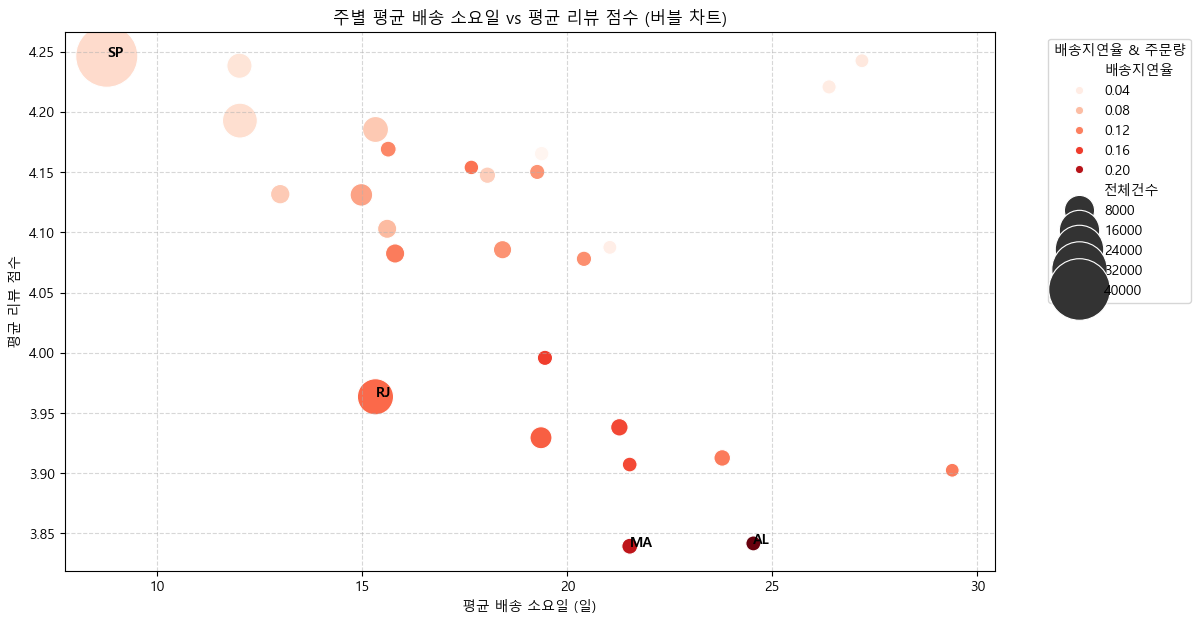 주별 평균 배송 소요일 vs 평균 리뷰 점수 (버블 차트)
평균 리뷰 점수
4.25
4.20
4.15
4.10
4.05
4.00
3.95
3.90
3.85
SP
RJ
MA
AL
10
15
20
25
30
평균 배송 소요일 (일)
배송지연율 & 주문량
배송지연율
0.04
0.08
0.12
0.16
0.20
전체건수
8000
16000
24000
32000
40000